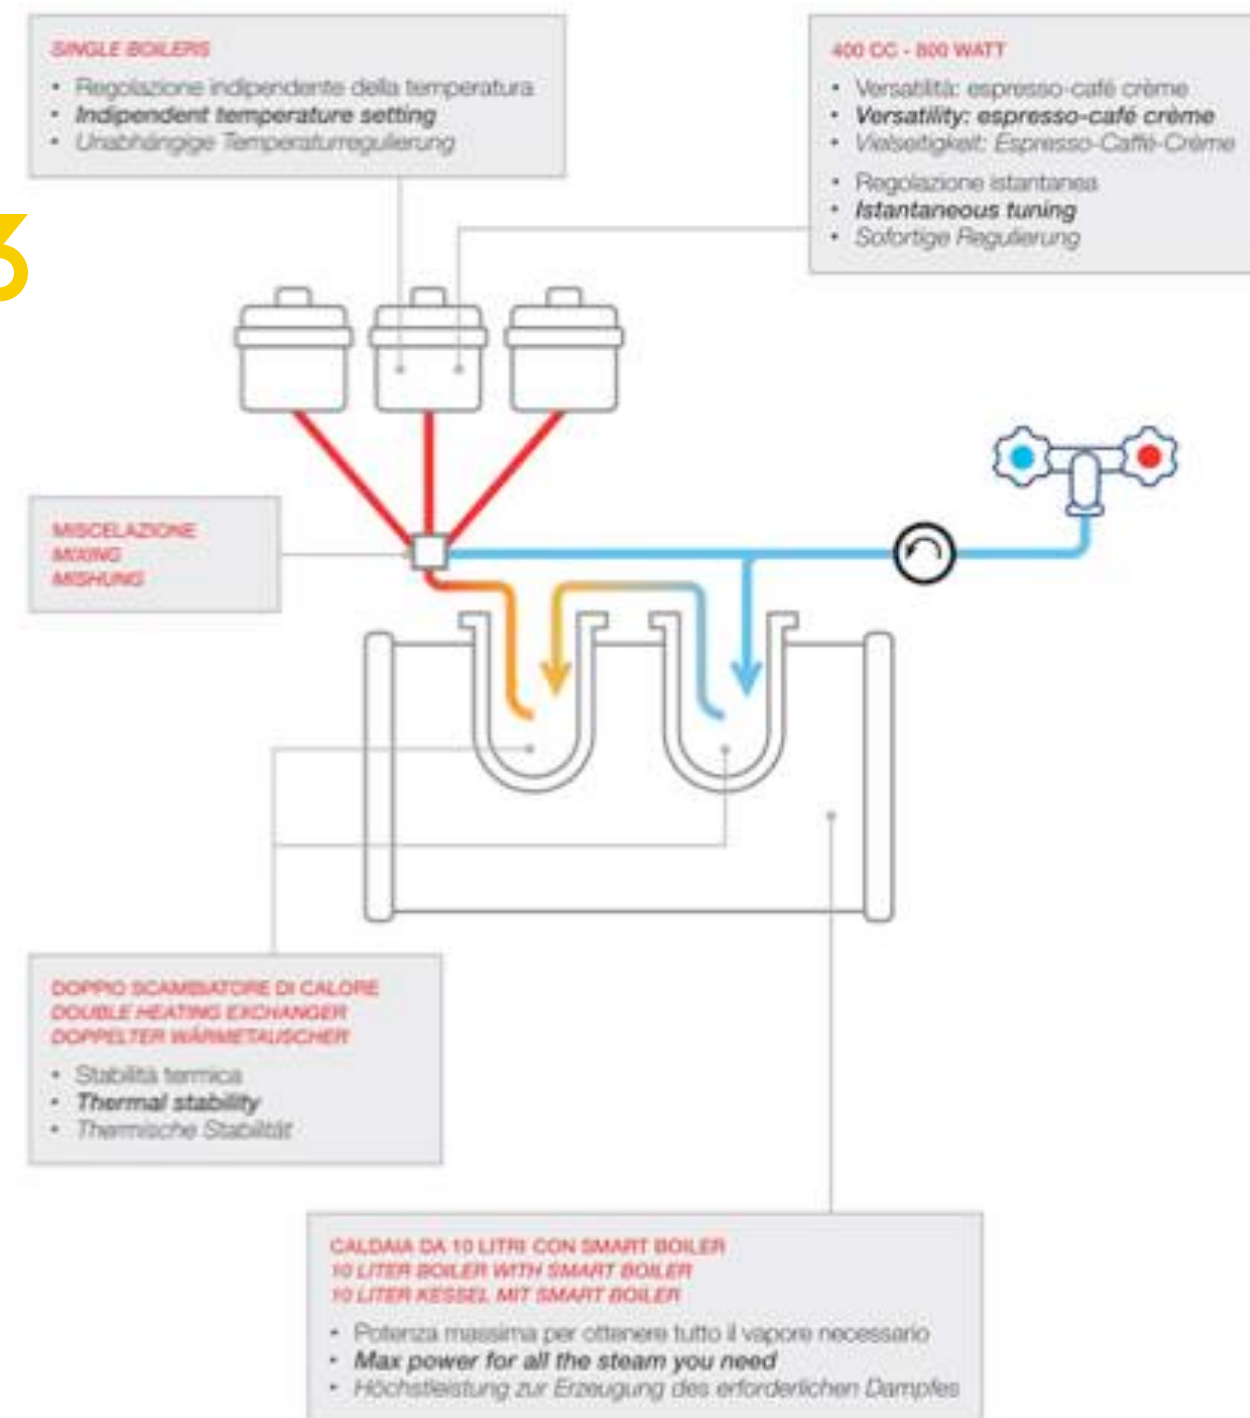 SINGLE BOILERS
• Regolazione indipendente della temperatura
• Indipendent temperature setting
• Unabhängige Temperaturregulierung
400 CC - 800 WATT
• Versatilità: espresso-café crème
• Versatility: espresso-café crème
• Vielseitigkeit: Espresso-Caffè-Crème
• Regolazione istantanea
• Istantaneous tuning
• Sofortige Regulierung
3
MISCELAZIONE
MIXING
MISHUNG
DOPPIO SCAMBIATORE DI CALORE
DOUBLE HEATING EXCHANGER
DOPPELTER WÄRMETAUSCHER
• Stabilità termica
• Thermal stability
• Thermische Stabilität
CALDAIA DA 10 LITRI CON SMART BOILER
10 LITER BOILER WITH SMART BOILER
10 LITER KESSEL MIT SMART BOILER
• Potenza massima per ottenere tutto il vapore necessario
• Max power for all the steam you need
• Höchstleistung zur Erzeugung des erforderlichen Dampfes